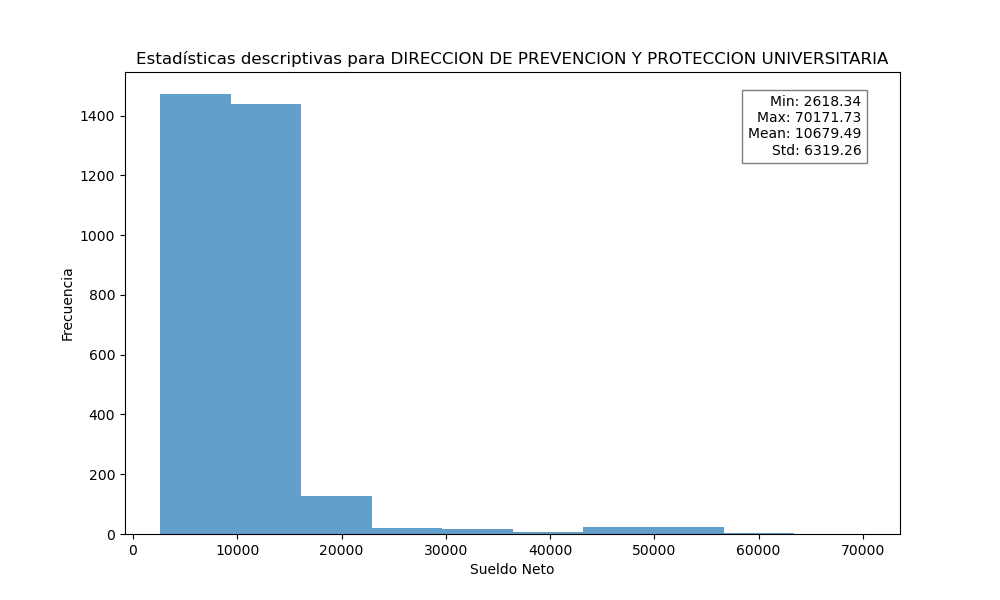 Estadísticas descriptivas para DIRECCION DE PREVENCION Y PROTECCION UNIVERSITARIA
Min: 2618.34
Max: 70171.73
Mean: 10679.49
Std: 6319.26
1400
1200
1000
800
600
400
200
0
Frecuencia
0 10000 20000 30000 40000 50000 60000 70000
Sueldo Neto